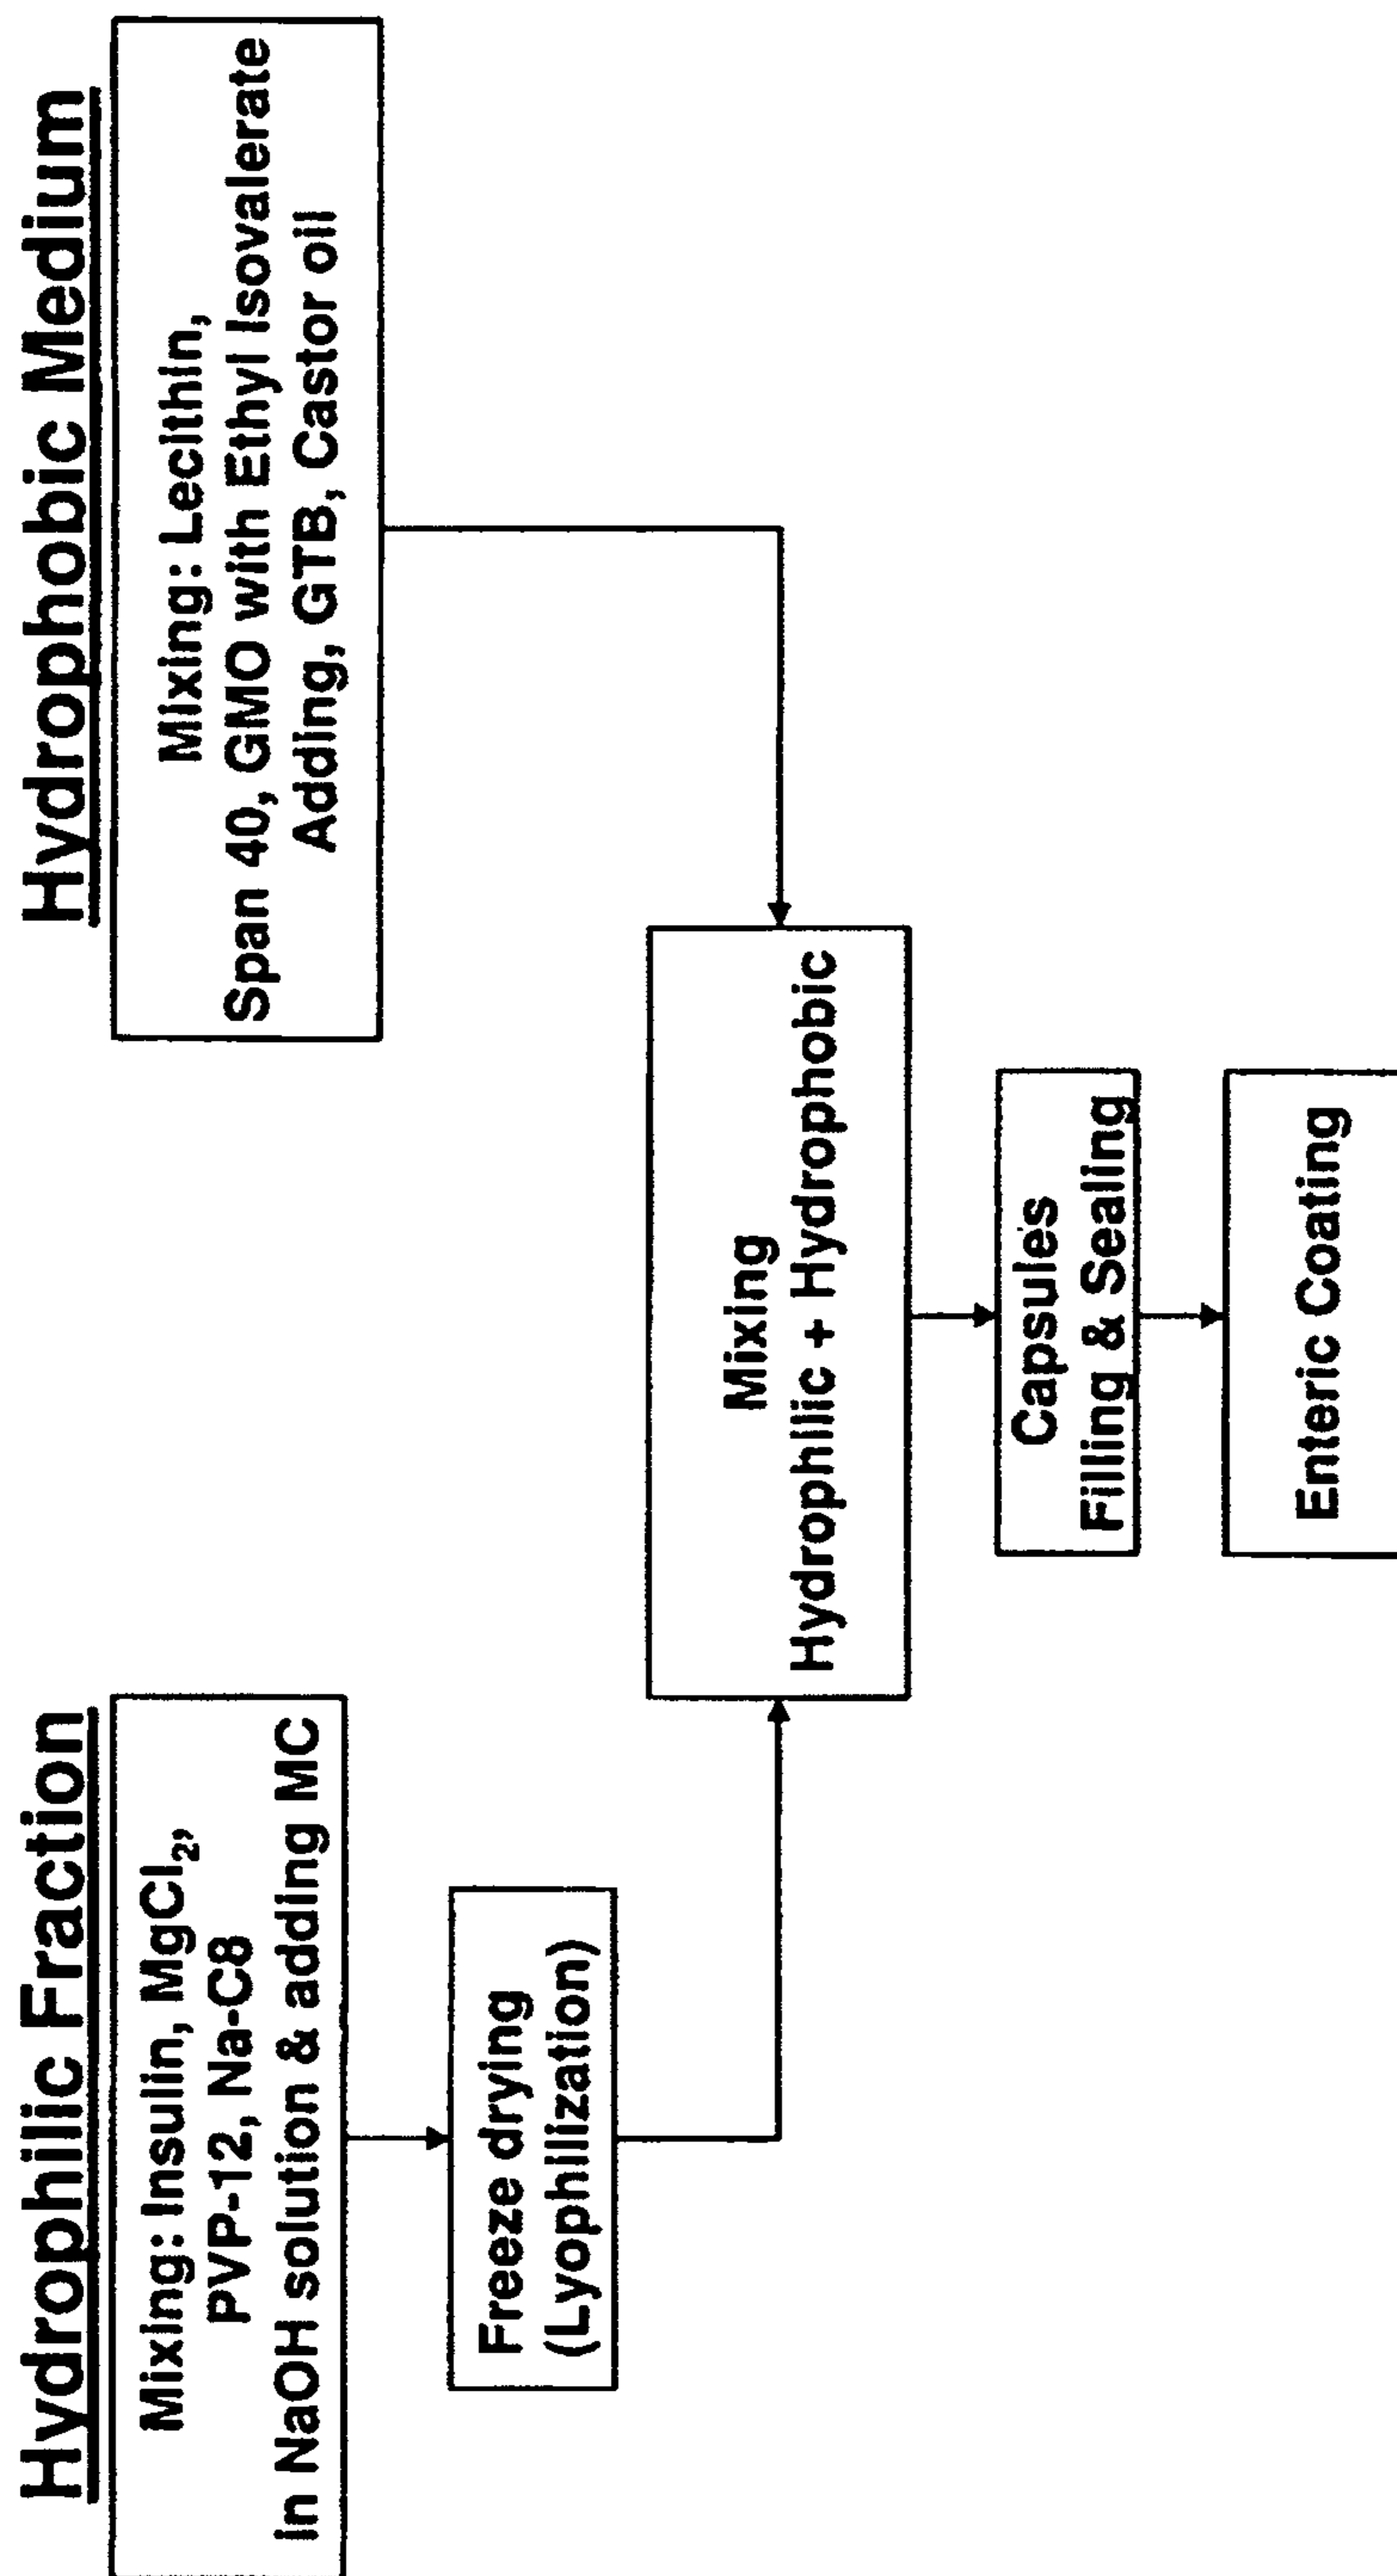 Hydrophilic Fraction
Mixing: Insulin, MgCl₂,
PVP-12, Na-C8
in NaOH solution & adding MC
Freeze drying
(Lyophilization)
Hydrophobic Medium
Mixing: Lecithin,
Span 40, GMO with Ethyl Isovalerate
Adding, GTB, Castor oil
Mixing
Hydrophilic + Hydrophobic
Capsules
Filling & Sealing
Enteric Coating